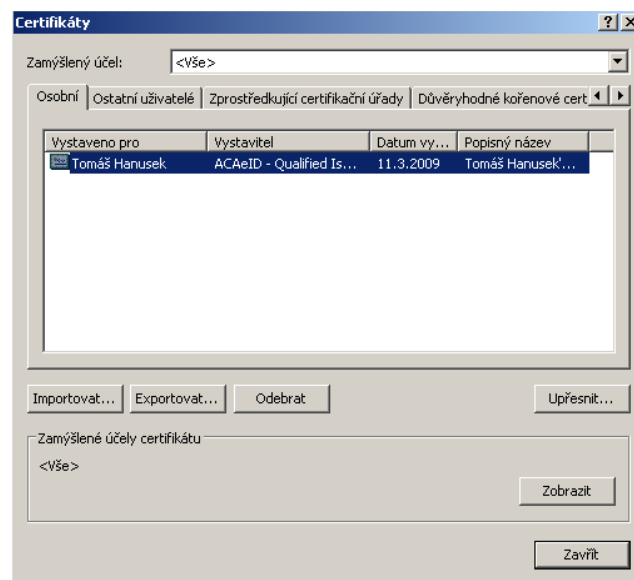 Certifikáty
Zamýšlený účel: <Vše>
Osobní Ostatní uživatelé Zprostředkující certifikační úřady Důvěryhodné kořenové cert
Vystaveno pro Vystavitel Datum vy... Popisný název
Tomáš Hanusek ACAeID - Qualified Is... 11.3.2009 Tomáš Hanusek'...
Importovat... Exportovat... Odebrat Upřesnit...
Zamýšlené účely certifikátu
<Vše>
Zobrazit
Zavřít